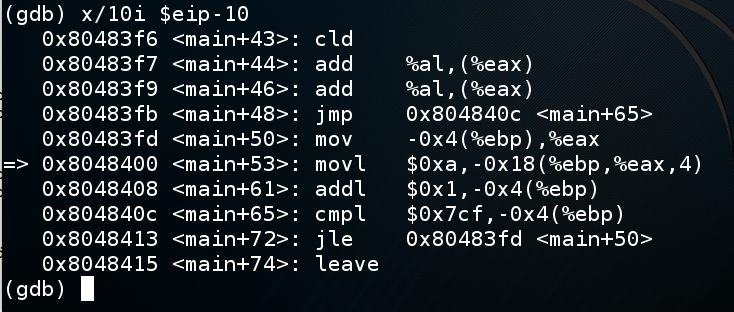 (gdb) x/10i $eip-10
   0x80483f6 <main+43>: cld
   0x80483f7 <main+44>: add    %al,(%eax)
   0x80483f9 <main+46>: add    %al,(%eax)
   0x80483fb <main+48>: jmp    0x804840c <main+65>
   0x80483fd <main+50>: mov    -0x4(%ebp),%eax
=> 0x8048400 <main+53>: movl   $0xa,-0x18(%ebp,%eax,4)
   0x8048408 <main+61>: addl   $0x1,-0x4(%ebp)
   0x804840c <main+65>: cmpl   $0x7cf,-0x4(%ebp)
   0x8048413 <main+72>: jle    0x80483fd <main+50>
   0x8048415 <main+74>: leave
(gdb)